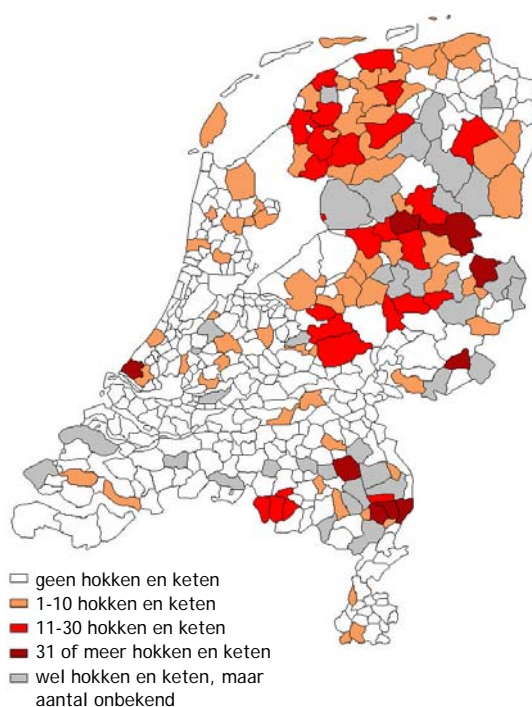 geen hokken en keten
1-10 hokken en keten
11-30 hokken en keten
31 of meer hokken en keten
wel hokken en keten, maar
aantal onbekend